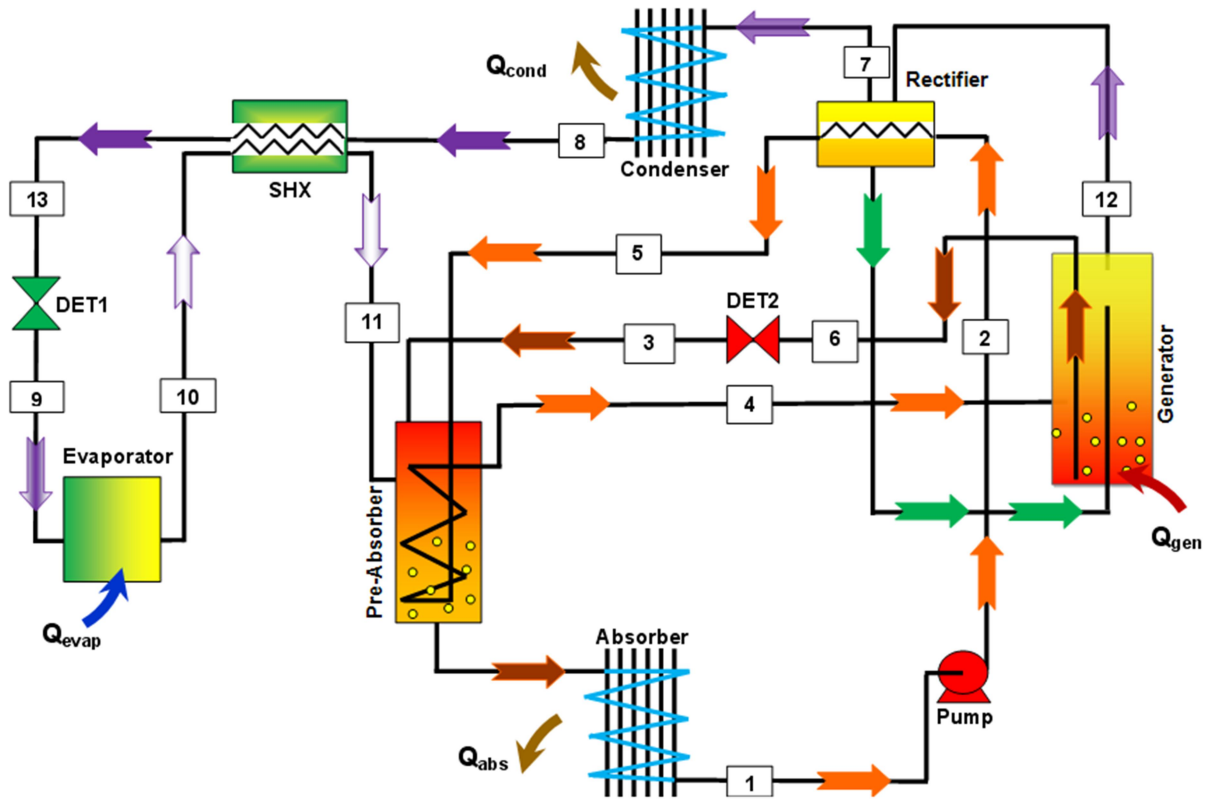 Qcond
7
Rectifier
8
Condenser
SHX
13
12
5
DET1
DET2
11
3
6
2
9
10
4
Generator
Evaporator
Pre-Absorber
Qgen
Qevap
Absorber
Pump
Qabs
1